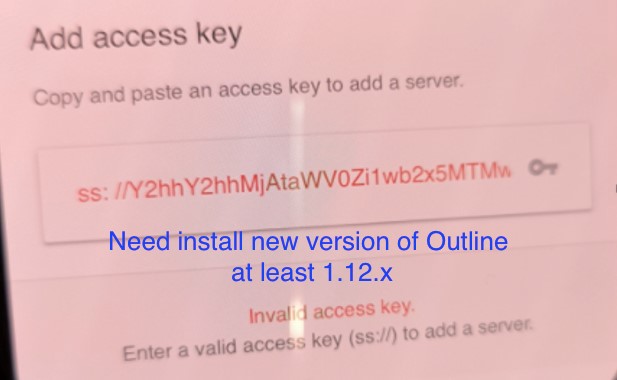 Add access key
Copy and paste an access key to add a server.
ss: //Y2hhY2hhMjAtaWV0Zi1wb2x5MTMw
Need install new version of Outline
at least 1.12.x
Invalid access key.
Enter a valid access key (ss://) to add a server.